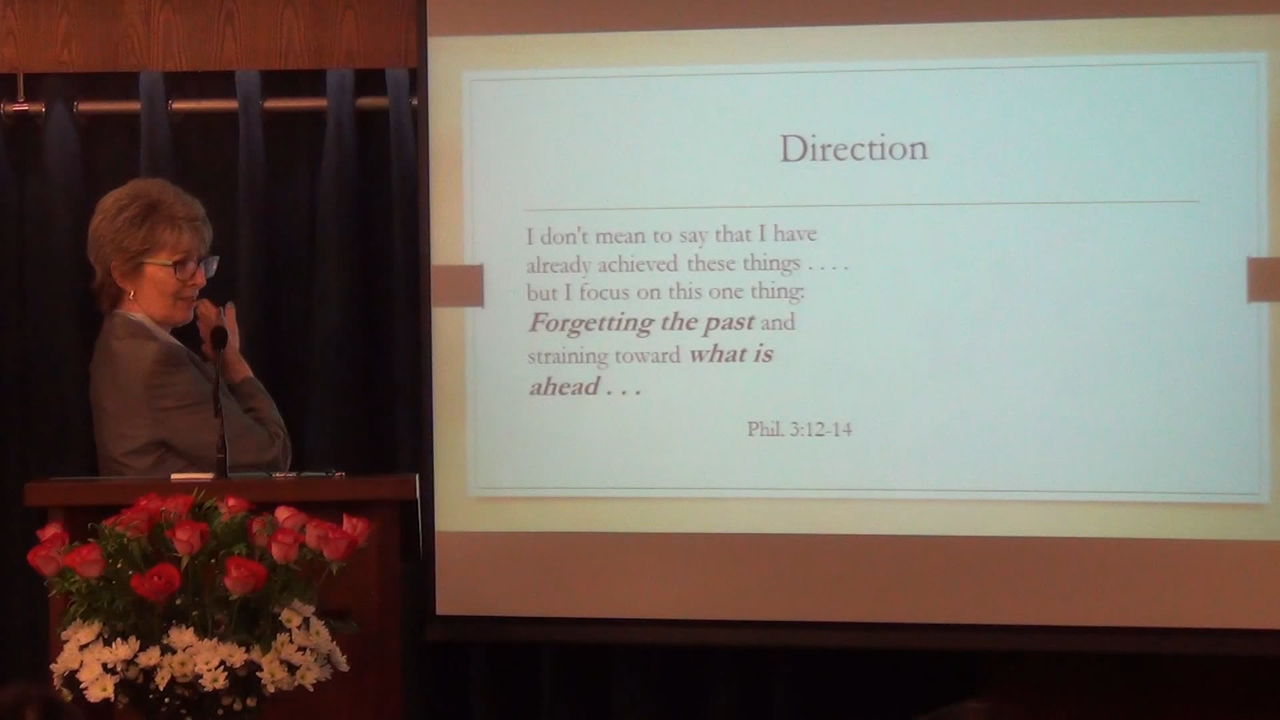 Direction
I don't mean to say that I have
already achieved these things . . . .
but I focus on this one thing:
Forgetting the past and
straining toward what is
ahead . . .
Phil. 3:12-14